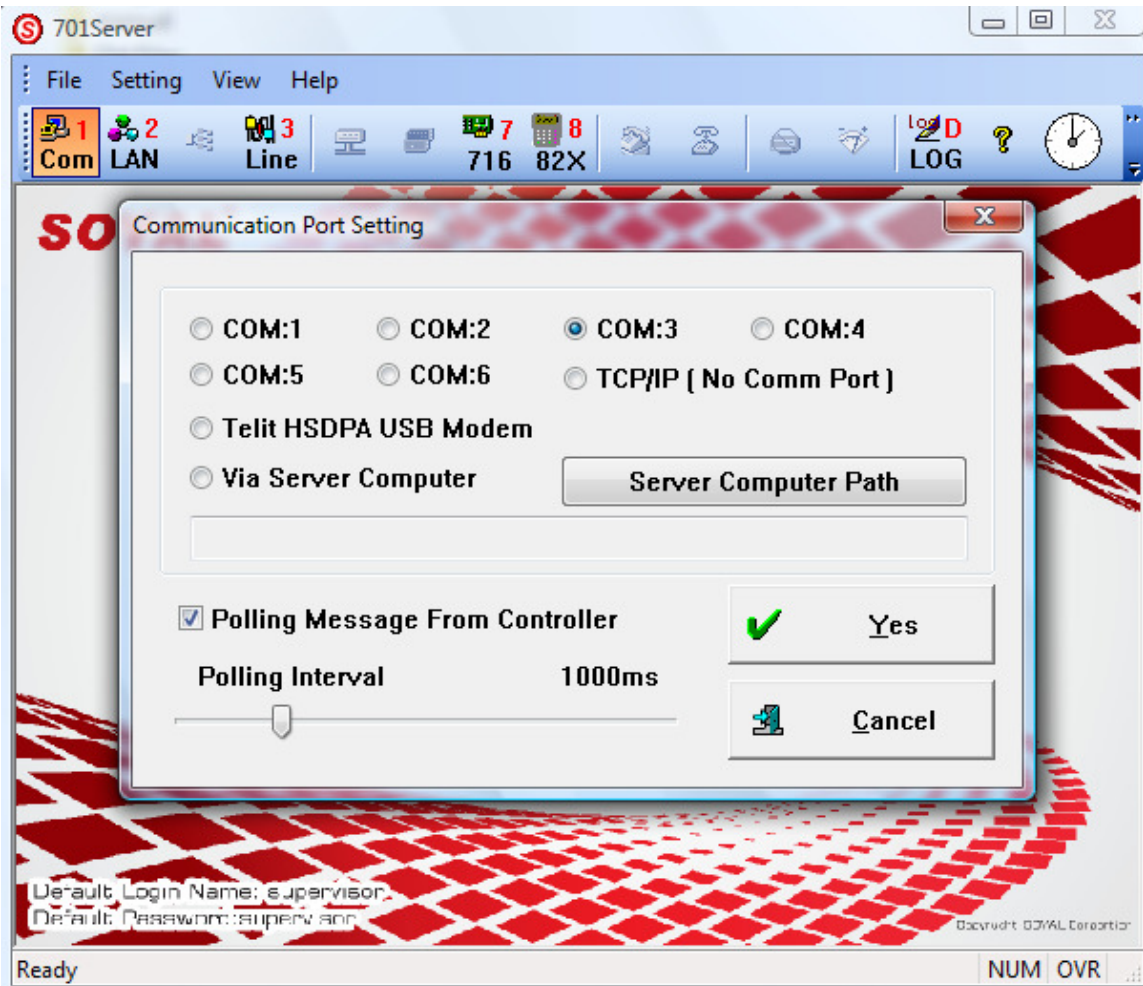 701Server
File Setting View Help
1 2 3 7 8 D
Com LAN Line 716 82X LOG ?
SO
Communication Port Setting
COM:1 COM:2 COM:3 COM:4
COM:5 COM:6 TCP/IP ( No Comm Port )
Telit HSDPA USB Modem
Via Server Computer Server Computer Path
Polling Message From Controller
Yes
Polling Interval 1000ms
Cancel
Default Login Name: supervisor
Default Password:supervisor
Ready NUM OVR